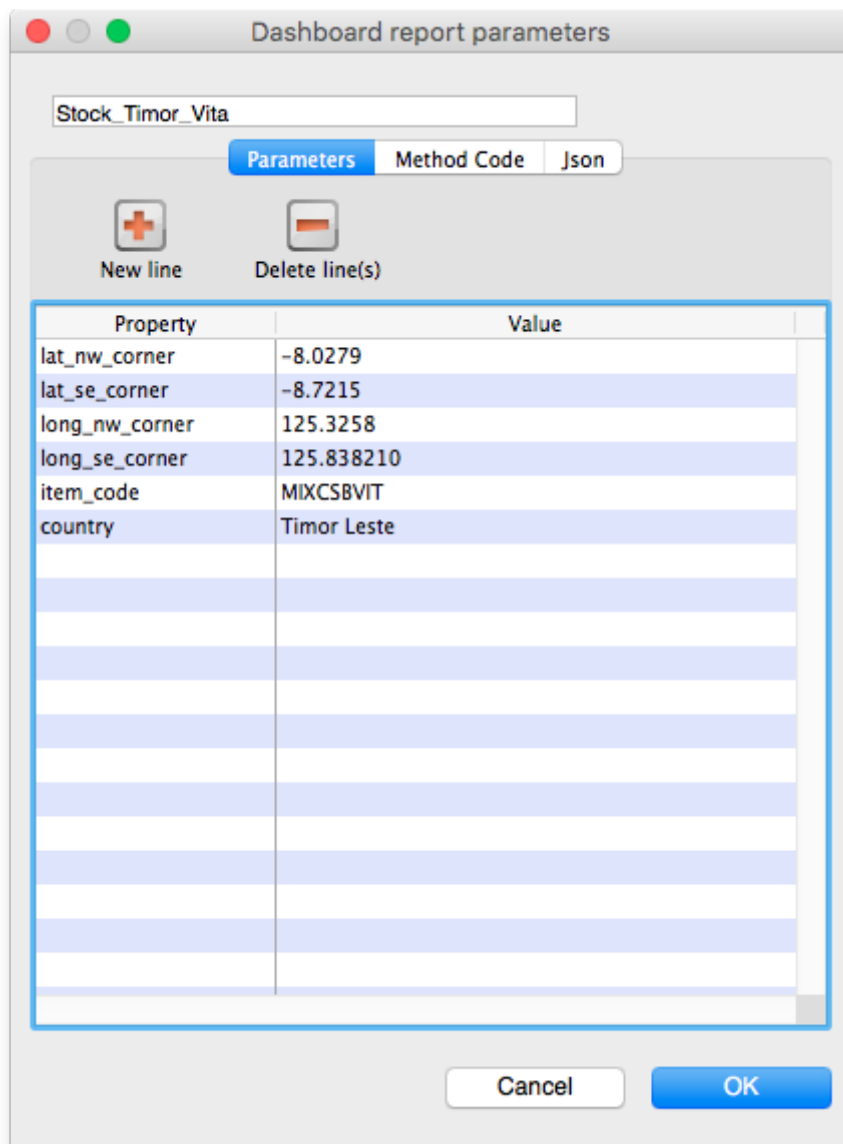 Dashboard report parameters
Stock_Timor_Vita
Parameters Method Code Json
New line Delete line(s)
Property Value
lat_nw_corner -8.0279
lat_se_corner -8.7215
long_nw_corner 125.3258
long_se_corner 125.838210
item_code MIXCSBVIT
country Timor Leste
Cancel OK